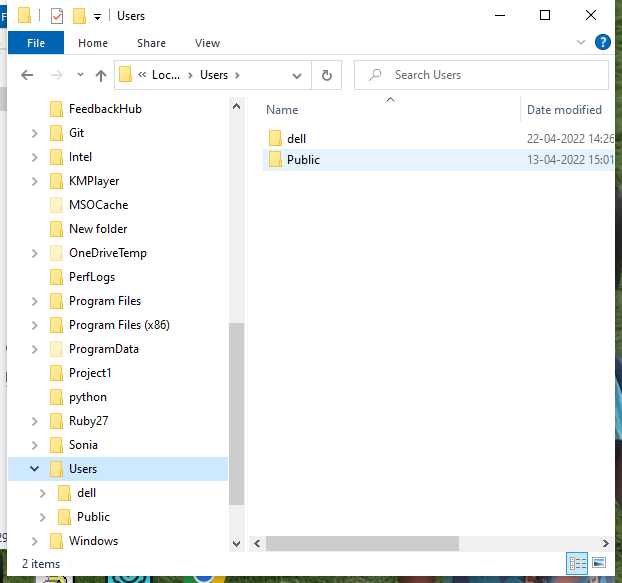 Users
File Home Share View
« Loc... › Users ›
Search Users
FeedbackHub
Git
Intel
KMPlayer
MSOCache
New folder
OneDriveTemp
PerfLogs
Program Files
Program Files (x86)
ProgramData
Project1
python
Ruby27
Sonia
Users
dell
Public
Windows
Name Date modified
dell 22-04-2022 14:26
Public 13-04-2022 15:01
2 items